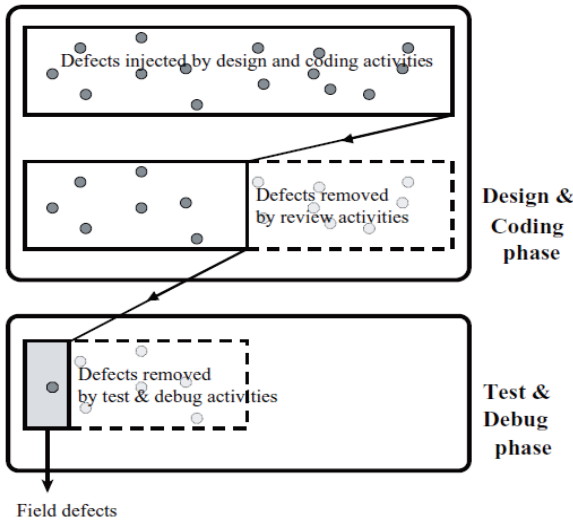 Defects injected by design and coding activities
Defects removed
by review activities
Design &
Coding
phase
Defects removed
by test & debug activities
Test &
Debug
phase
Field defects